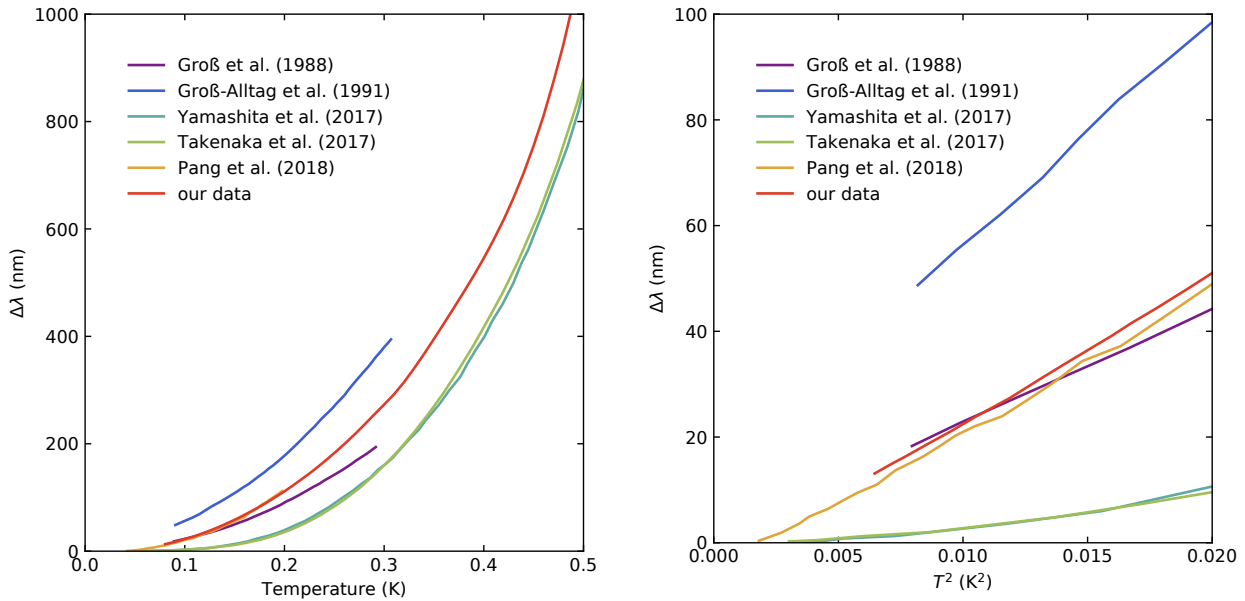 1000
800
600
400
200
0
Δλ (nm)
Groß et al. (1988)
Groß-Alltag et al. (1991)
Yamashita et al. (2017)
Takenaka et al. (2017)
Pang et al. (2018)
our data
0.0 0.1 0.2 0.3 0.4 0.5
Temperature (K)
100
80
60
40
20
0
Δλ (nm)
Groß et al. (1988)
Groß-Alltag et al. (1991)
Yamashita et al. (2017)
Takenaka et al. (2017)
Pang et al. (2018)
our data
0.000 0.005 0.010 0.015 0.020
T² (K²)